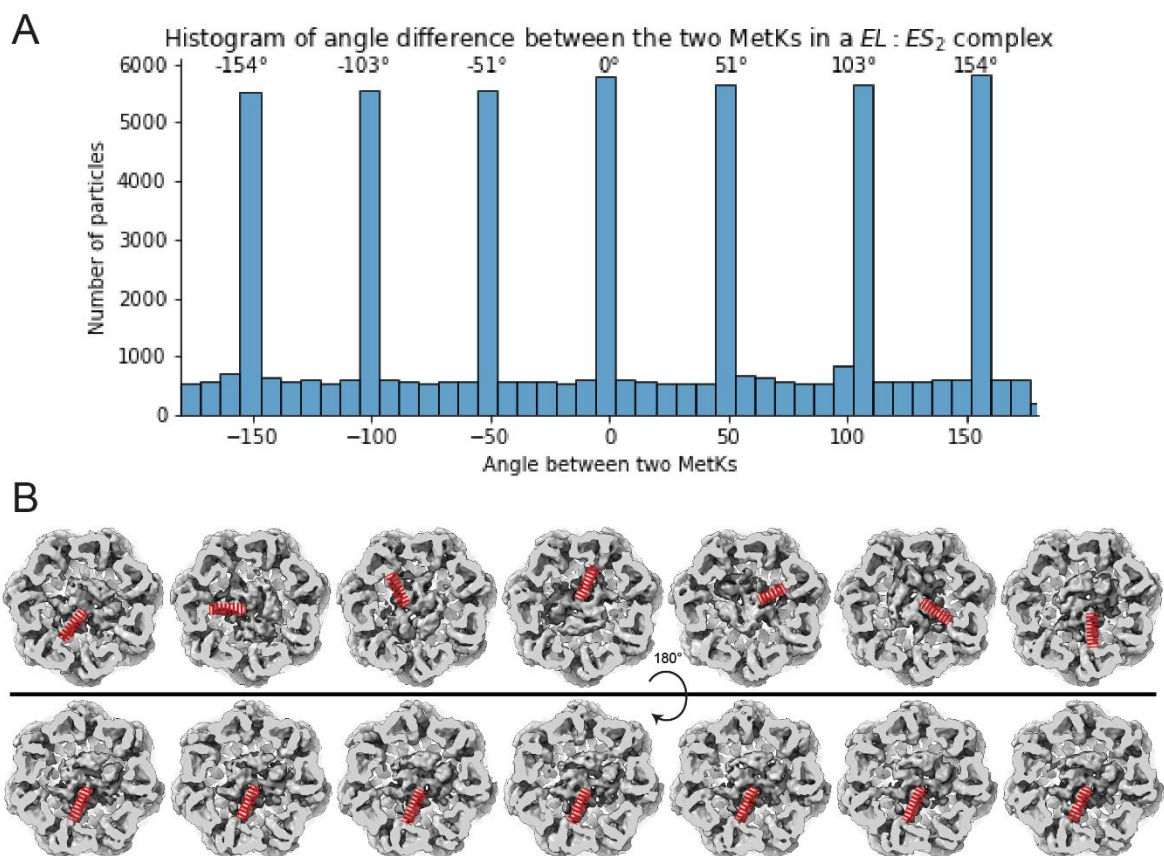 A
Histogram of angle difference between the two MetKs in a EL : ES₂ complex
-154° -103° -51° 0° 51° 103° 154°
6000
5000
4000
3000
2000
1000
0
Number of particles
−150 −100 −50 0 50 100 150
Angle between two MetKs
B
180°